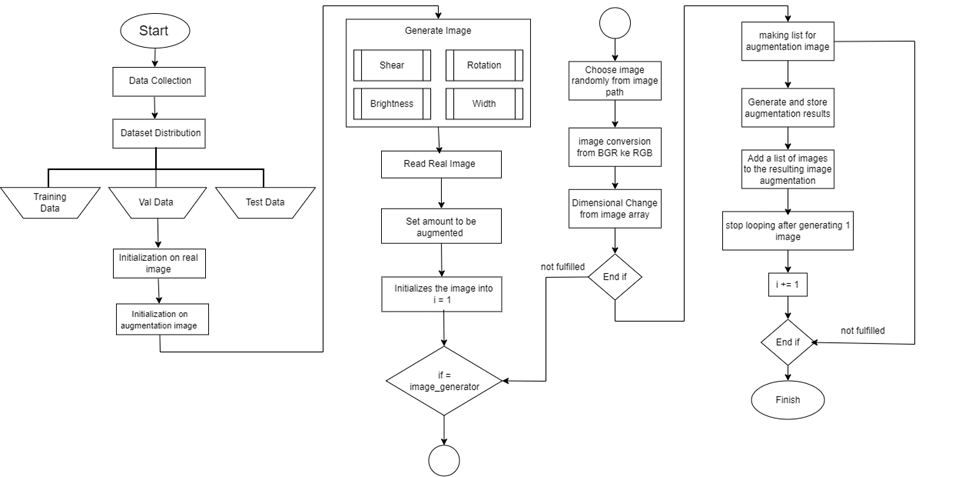 Start
Data Collection
Dataset Distribution
Training
Data
Val Data
Test Data
Initialization on real
image
Initialization on
augmentation image
Generate Image
Shear
Rotation
Brightness
Width
Read Real Image
Set amount to be
augmented
Initializes the image into
i = 1
if =
image_generator
Choose image
randomly from image
path
image conversion
from BGR ke RGB
Dimensional Change
from image array
not fulfilled
End if
making list for
augmentation image
Generate and store
augmentation results
Add a list of images
to the resulting image
augmentation
stop looping after generating 1
image
i += 1
not fulfilled
End if
Finish